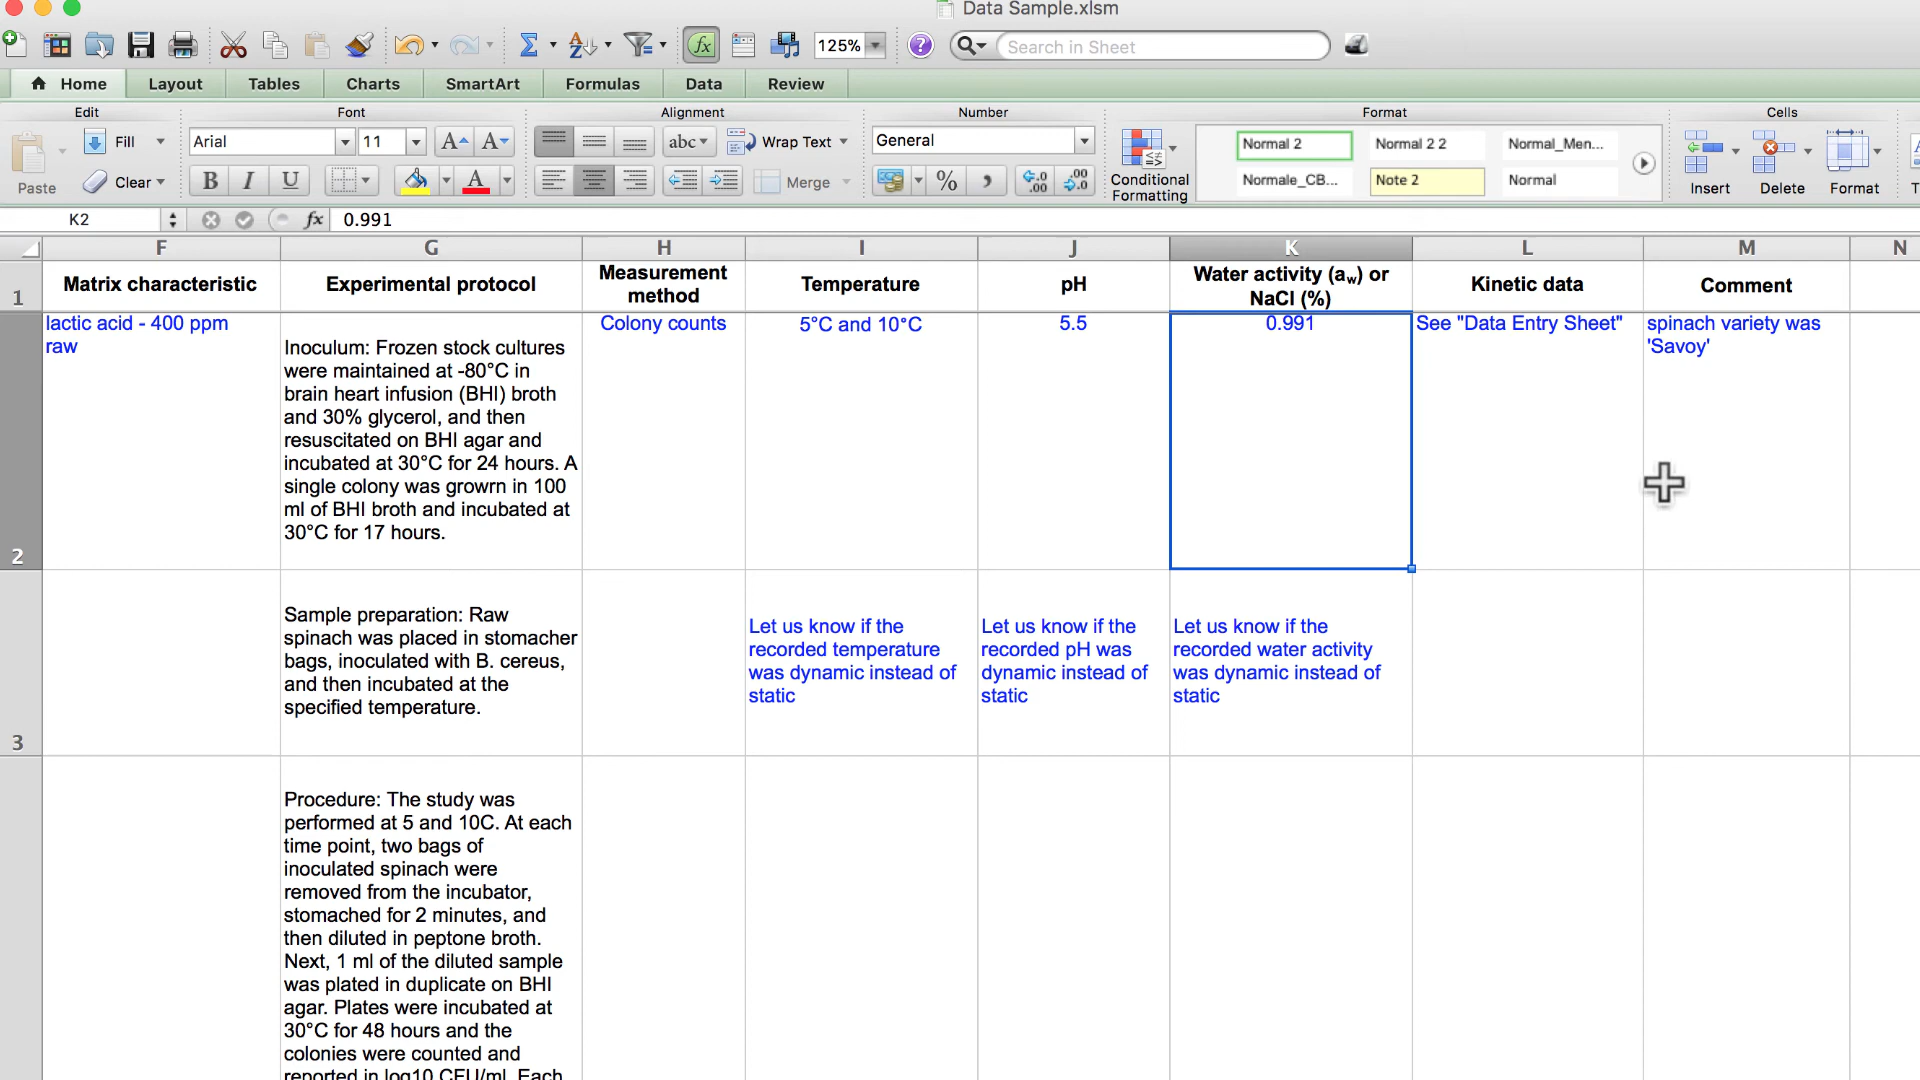 Data Sample.xlsm
125%
Search in Sheet
Home
Layout
Tables
Charts
SmartArt
Formulas
Data
Review
Edit
Font
Alignment
Number
Format
Cells
Paste
Fill
Clear
Arial
11
A
A
abc
Wrap Text
General
Conditional
Formatting
Normal 2
Normal 2 2
Normal_Men...
Normale_CB...
Note 2
Normal
Insert
Delete
Format
B
I
U
A
Merge
%
K2
fx
0.991
F
G
H
I
J
K
L
M
N
1
Matrix characteristic
Experimental protocol
Measurement
method
Temperature
pH
Water activity (aw) or
NaCl (%)
Kinetic data
Comment
2
lactic acid - 400 ppm
raw
Inoculum: Frozen stock cultures
were maintained at -80°C in
brain heart infusion (BHI) broth
and 30% glycerol, and then
resuscitated on BHI agar and
incubated at 30°C for 24 hours. A
single colony was growrn in 100
ml of BHI broth and incubated at
30°C for 17 hours.
Colony counts
5°C and 10°C
5.5
0.991
See "Data Entry Sheet"
spinach variety was
'Savoy'
3
Sample preparation: Raw
spinach was placed in stomacher
bags, inoculated with B. cereus,
and then incubated at the
specified temperature.
Let us know if the
recorded temperature
was dynamic instead of
static
Let us know if the
recorded pH was
dynamic instead of
static
Let us know if the
recorded water activity
was dynamic instead of
static
Procedure: The study was
performed at 5 and 10C. At each
time point, two bags of
inoculated spinach were
removed from the incubator,
stomached for 2 minutes, and
then diluted in peptone broth.
Next, 1 ml of the diluted sample
was plated in duplicate on BHI
agar. Plates were incubated at
30°C for 48 hours and the
colonies were counted and
reported in log10 CFU/ml. Each